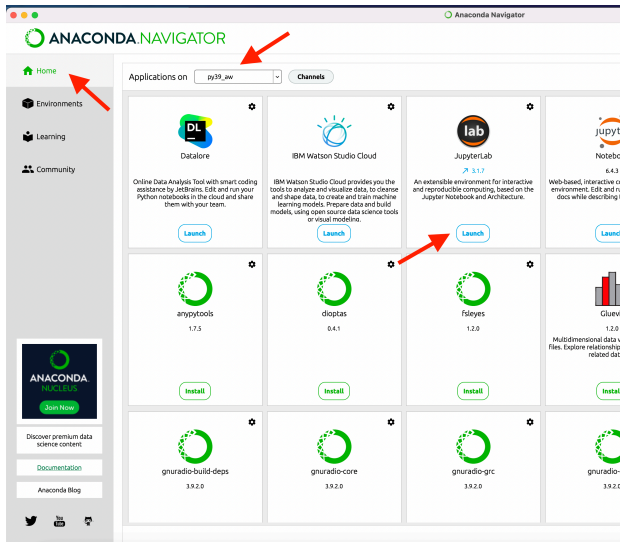 Anaconda Navigator
ANACONDA.NAVIGATOR
Home
Environments
Learning
Community
ANACONDA.
NUCLEUS
Join Now
Discover premium data
science content
Documentation
Anaconda Blog
You
Tube
Applications on
py39_aw
Channels
DL
Datalore
Online Data Analysis Tool with smart coding
assistance by JetBrains. Edit and run your
Python notebooks in the cloud and share
them with your team.
Launch
IBM Watson Studio Cloud
IBM Watson Studio Cloud provides you the
tools to analyze and visualize data, to cleanse
and shape data, to create and train machine
learning models. Prepare data and build
models, using open source data science tools
or visual modeling.
Launch
lab
JupyterLab
3.1.7
An extensible environment for interactive
and reproducible computing, based on the
Jupyter Notebook and Architecture.
Launch
jupyt
Notebo
6.4.3
Web-based, interactive c
environment. Edit and ru
docs while describing t
Launc
anypytools
1.7.5
Install
dioptas
0.4.1
Install
fsleyes
1.2.0
Install
Gluevi
1.2.0
Multidimensional data v
files. Explore relationship
related dat
Instal
gnuradio-build-deps
3.9.2.0
gnuradio-core
3.9.2.0
gnuradio-grc
3.9.2.0
gnuradio-
3.9.2.0